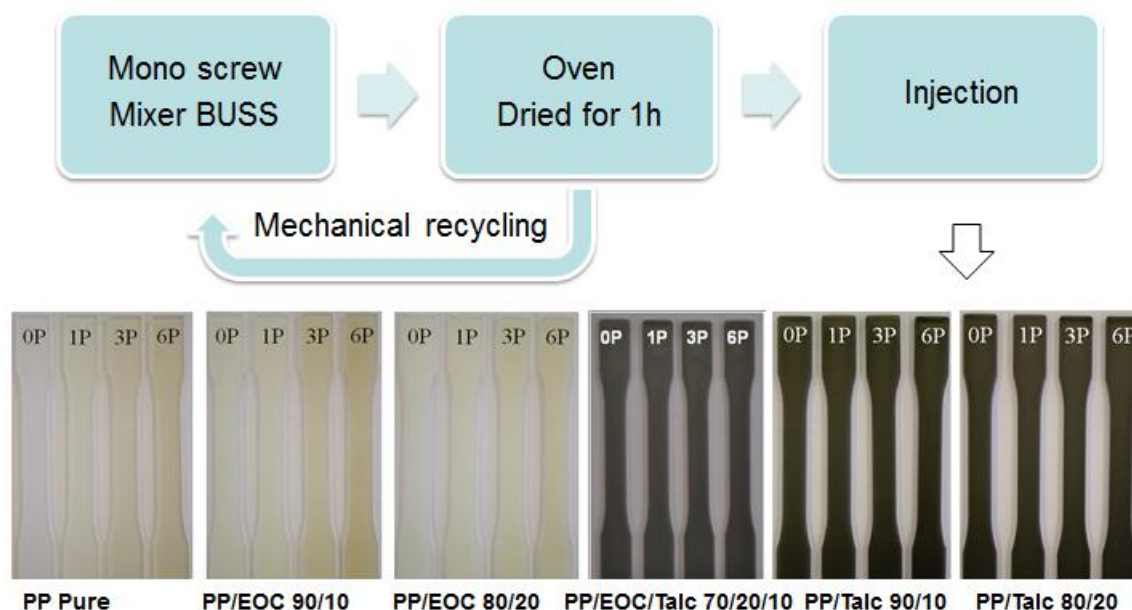 Mono screw
Mixer BUSS
Oven
Dried for 1h
Injection
Mechanical recycling
0P 1P 3P 6P
0P 1P 3P 6P
0P 1P 3P 6P
0P 1P 3P 6P
0P 1P 3P 6P
0P 1P 3P 6P
PP Pure
PP/EOC 90/10
PP/EOC 80/20
PP/EOC/Talc 70/20/10
PP/Talc 90/10
PP/Talc 80/20